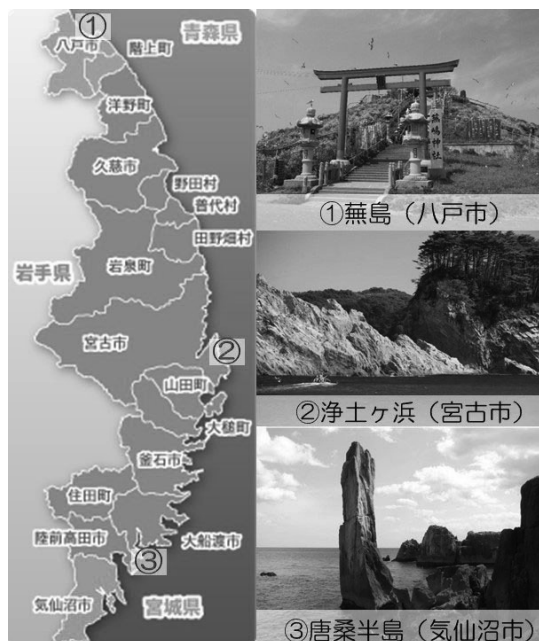 ①
八戸市
階上町
青森県
洋野町
久慈市
野田村
普代村
田野畑村
岩手県
岩泉町
宮古市
②
山田町
大槌町
釜石市
住田町
陸前高田市
大船渡市
③
気仙沼市
宮城県
蕪嶋神社
①蕪島（八戸市）
②浄土ヶ浜（宮古市）
③唐桑半島（気仙沼市）